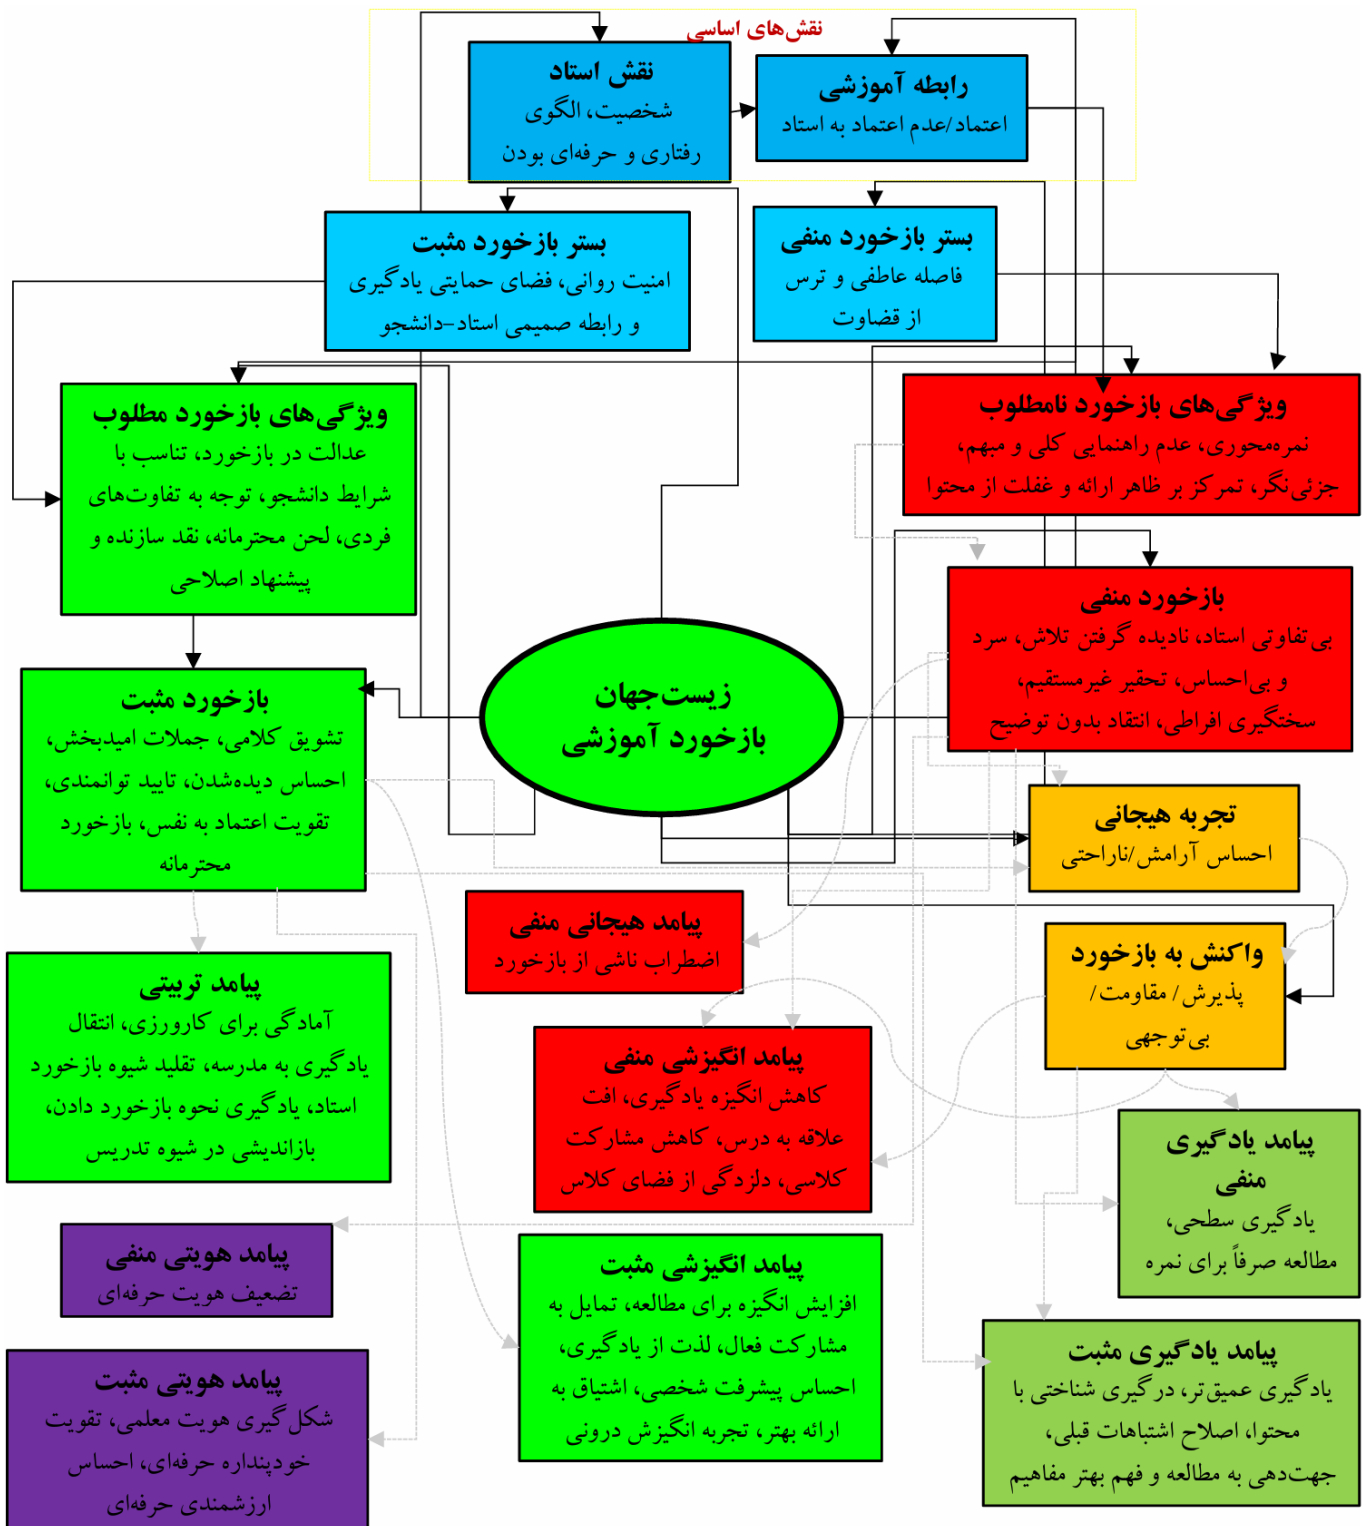 نقش‌های اساسی
نقش استاد
شخصیت، الگوی
رفتاری و حرفه‌ای بودن
رابطه آموزشی
اعتماد/عدم اعتماد به استاد
بستر بازخورد مثبت
امنیت روانی، فضای حمایتی یادگیری
و رابطه صمیمی استاد-دانشجو
بستر بازخورد منفی
فاصله عاطفی و ترس
از قضاوت
ویژگی‌های بازخورد مطلوب
عدالت در بازخورد، تناسب با
شرایط دانشجو، توجه به تفاوت‌های
فردی، لحن محترمانه، نقد سازنده و
پیشنهاد اصلاحی
ویژگی‌های بازخورد نامطلوب
نمره‌محوری، عدم راهنمایی کلی و مبهم،
جزئی‌نگر، تمرکز بر ظاهر ارائه و غفلت از محتوا
بازخورد منفی
بی‌تفاوتی استاد، نادیده گرفتن تلاش، سرد
و بی‌احساس، تحقیر غیرمستقیم،
سختگیری افراطی، انتقاد بدون توضیح
زیست‌جهان
بازخورد آموزشی
بازخورد مثبت
تشویق کلامی، جملات امیدبخش،
احساس دیده‌شدن، تایید توانمندی،
تقویت اعتماد به نفس، بازخورد
محترمانه
تجربه هیجانی
احساس آرامش/ناراحتی
پیامد هیجانی منفی
اضطراب ناشی از بازخورد
واکنش به بازخورد
پذیرش/ مقاومت/
بی‌توجهی
پیامد تربیتی
آمادگی برای کارورزی، انتقال
یادگیری به مدرسه، تقلید شیوه بازخورد
استاد، یادگیری نحوه بازخورد دادن،
بازاندیشی در شیوه تدریس
پیامد انگیزشی منفی
کاهش انگیزه یادگیری، افت
علاقه به درس، کاهش مشارکت
کلاسی، دلزدگی از فضای کلاس
پیامد یادگیری
منفی
یادگیری سطحی،
مطالعه صرفاً برای نمره
پیامد هویتی منفی
تضعیف هویت حرفه‌ای
پیامد انگیزشی مثبت
افزایش انگیزه برای مطالعه، تمایل به
مشارکت فعال، لذت از یادگیری،
احساس پیشرفت شخصی، اشتیاق به
ارائه بهتر، تجربه انگیزش درونی
پیامد یادگیری مثبت
یادگیری عمیق‌تر، درگیری شناختی با
محتوا، اصلاح اشتباهات قبلی،
جهت‌دهی به مطالعه و فهم بهتر مفاهیم
پیامد هویتی مثبت
شکل‌گیری هویت معلمی، تقویت
خودپنداره حرفه‌ای، احساس
ارزشمندی حرفه‌ای